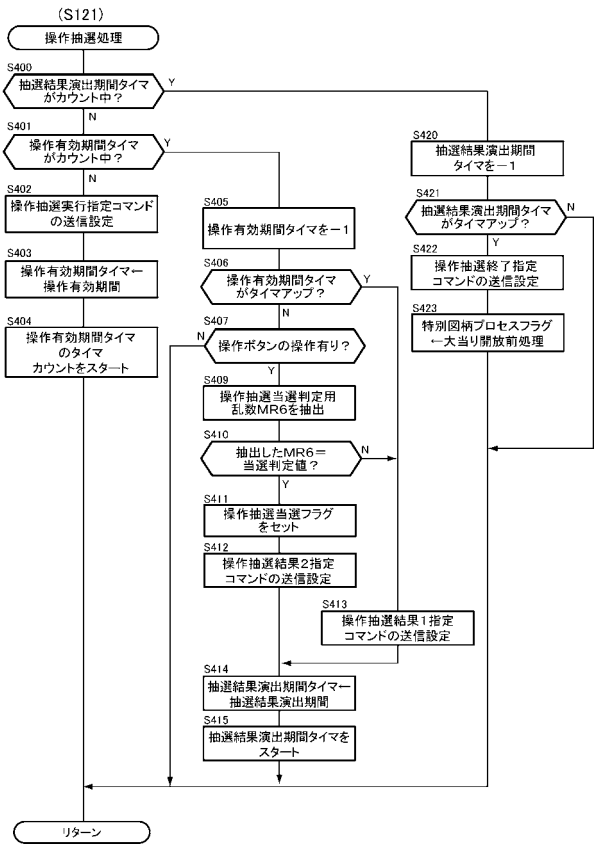 (S121)
操作抽選処理
S400
抽選結果演出期間タイマ
がカウント中？
Y
N
S401
操作有効期間タイマ
がカウント中？
Y
N
S402
操作抽選実行指定コマンド
の送信設定
S403
操作有効期間タイマ←
操作有効期間
S404
操作有効期間タイマ
のタイマ
カウントをスタート
S405
操作有効期間タイマを－１
S406
操作有効期間タイマ
がタイマアップ？
Y
N
S407
操作ボタンの操作有り？
N
Y
S409
操作抽選当選判定用
乱数MR6を抽出
S410
抽出したMR6＝
当選判定値？
N
Y
S411
操作抽選当選フラグ
をセット
S412
操作抽選結果2指定
コマンドの送信設定
S413
操作抽選結果1指定
コマンドの送信設定
S414
抽選結果演出期間タイマ←
抽選結果演出期間
S415
抽選結果演出期間タイマを
スタート
S420
抽選結果演出期間
タイマを－１
S421
抽選結果演出期間タイマ
がタイマアップ？
N
Y
S422
操作抽選終了指定
コマンドの送信設定
S423
特別図柄プロセスフラグ
←大当り開放前処理
リターン